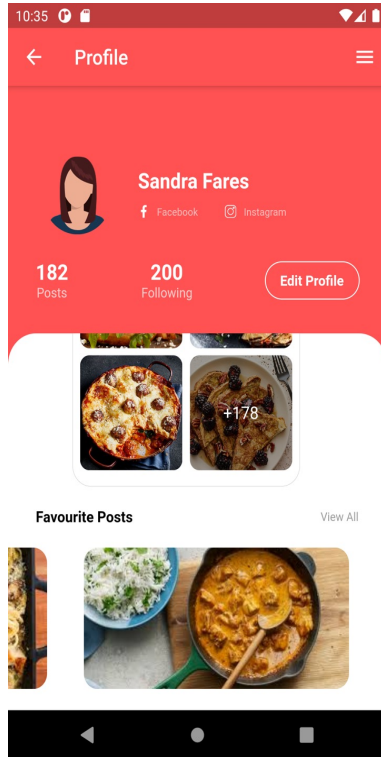 10:35
Profile
Sandra Fares
Facebook Instagram
182 200
Posts Following
Edit Profile
+178
Favourite Posts View All